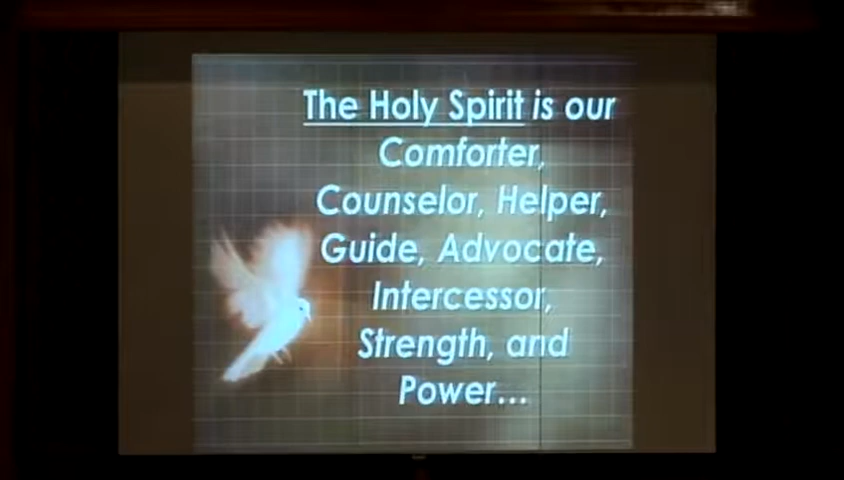 The Holy Spirit is our
Comforter,
Counselor, Helper,
Guide, Advocate,
Intercessor,
Strength, and
Power...